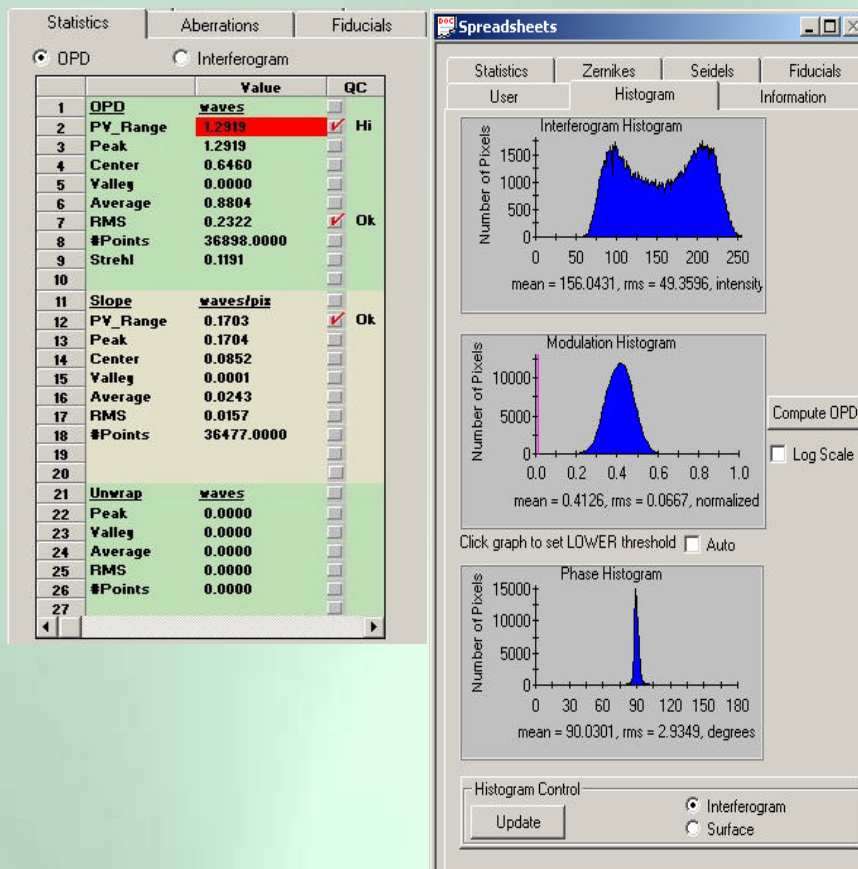 Statistics Aberrations Fiducials
OPD Interferogram
Value QC
1 OPD waves
2 PV_Range 1.2919 Hi
3 Peak 1.2919
4 Center 0.6460
5 Valley 0.0000
6 Average 0.8804
7 RMS 0.2322 Ok
8 #Points 36898.0000
9 Strehl 0.1191
10
11 Slope waves/pix
12 PV_Range 0.1703 Ok
13 Peak 0.1704
14 Center 0.0852
15 Valley 0.0001
16 Average 0.0243
17 RMS 0.0157
18 #Points 36477.0000
19
20
21 Unwrap waves
22 Peak 0.0000
23 Valley 0.0000
24 Average 0.0000
25 RMS 0.0000
26 #Points 0.0000
27
DOC Spreadsheets
Statistics Zernikes Seidels Fiducials
User Histogram Information
Interferogram Histogram
Number of Pixels
1500
1000
500
0
0 50 100 150 200 250
mean = 156.0431, rms = 49.3596, intensity
Modulation Histogram
Number of Pixels
10000
5000
0
0.0 0.2 0.4 0.6 0.8 1.0
mean = 0.4126, rms = 0.0667, normalized
Compute OPD
Log Scale
Click graph to set LOWER threshold Auto
Phase Histogram
Number of Pixels
15000
10000
5000
0
0 30 60 90 120 150 180
mean = 90.0301, rms = 2.9349, degrees
Histogram Control
Update
Interferogram
Surface